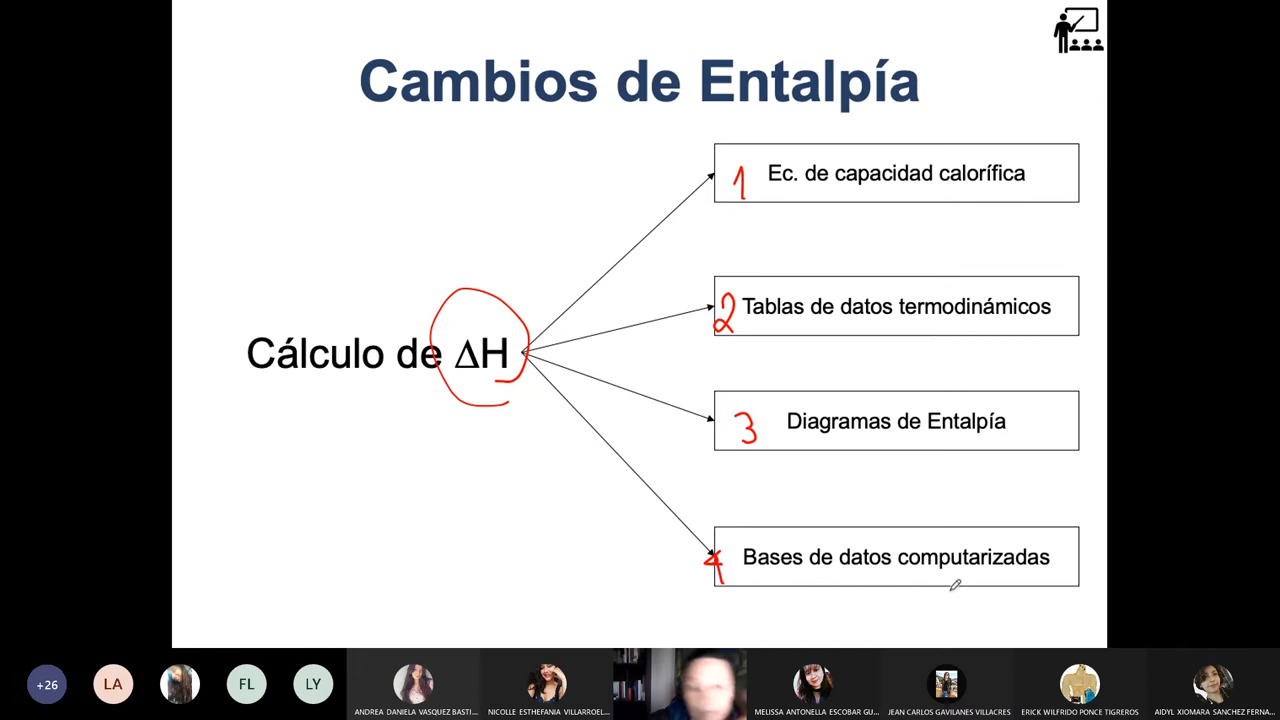 Cambios de Entalpía
1 Ec. de capacidad calorífica
2 Tablas de datos termodinámicos
Cálculo de ΔH
3 Diagramas de Entalpía
4 Bases de datos computarizadas
+26
LA
FL
LY
ANDREA DANIELA VASQUEZ BASTI...
NICOLLE ESTHEFANIA VILLARROEL...
MELISSA ANTONELLA ESCOBAR GU...
JEAN CARLOS GAVILANES VILLACRES
ERICK WILFRIDO PONCE TIGREROS
AIDYL XIOMARA SANCHEZ FERNA...